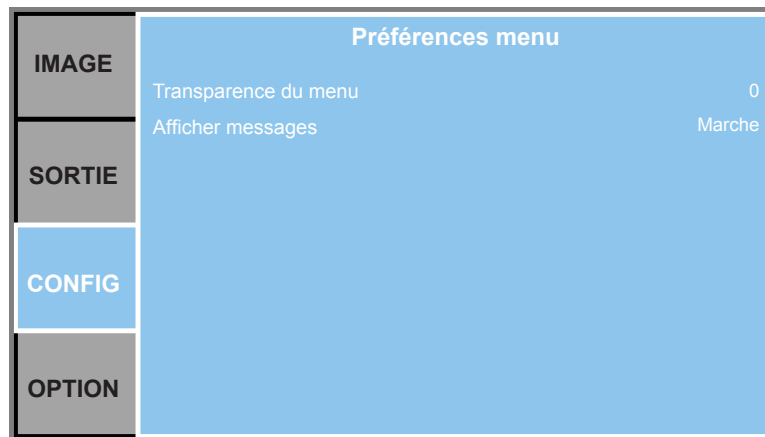 IMAGE
SORTIE
CONFIG
OPTION
Préférences menu
Transparence du menu 0
Afficher messages Marche